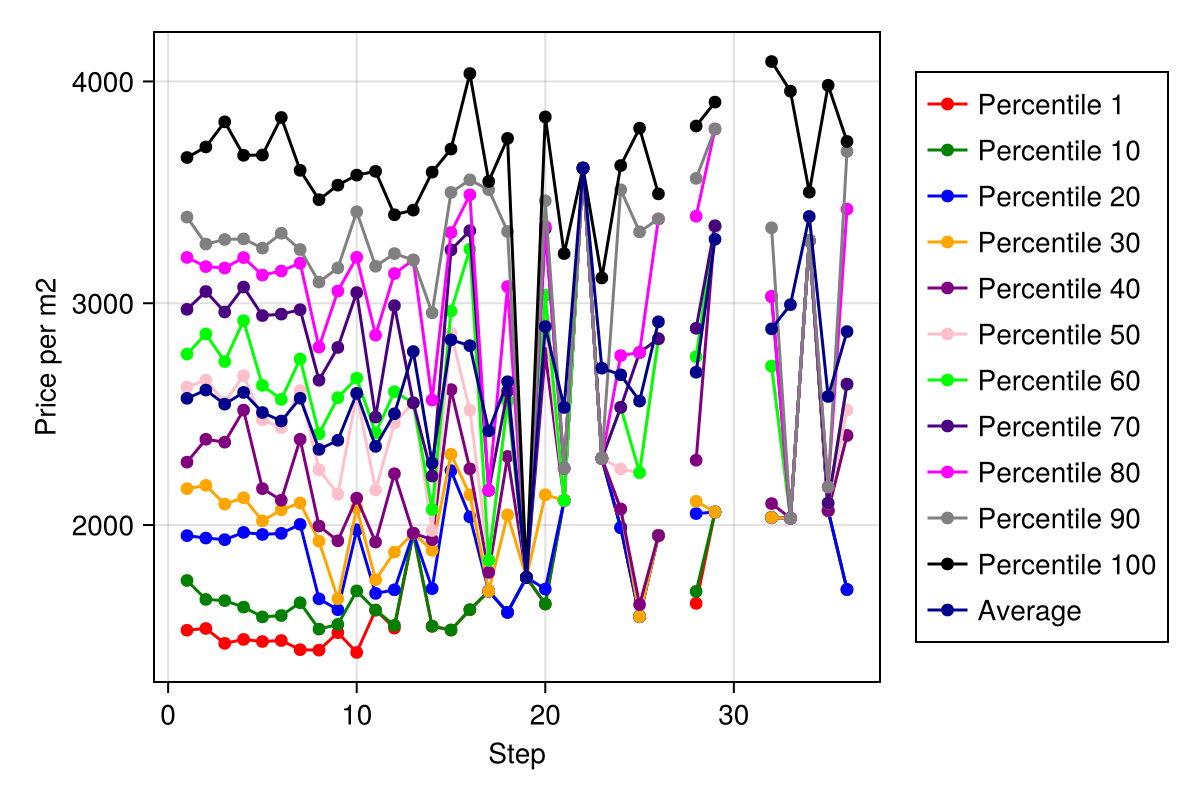 4000
3000
2000
Price per m2
0
10
20
30
Step
Percentile 1
Percentile 10
Percentile 20
Percentile 30
Percentile 40
Percentile 50
Percentile 60
Percentile 70
Percentile 80
Percentile 90
Percentile 100
Average